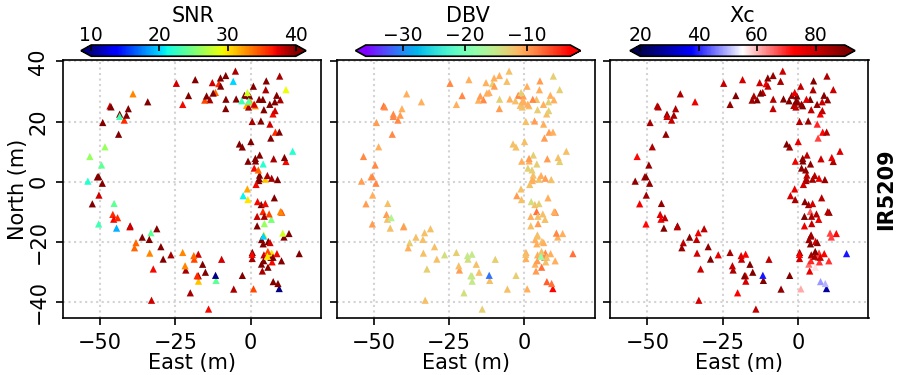 SNR DBV Xc
10 20 30 40 −30 −20 −10 20 40 60 80
40
20
0
−20
−40
North (m)
IR5209
−50 −25 0 −50 −25 0 −50 −25 0
East (m) East (m) East (m)